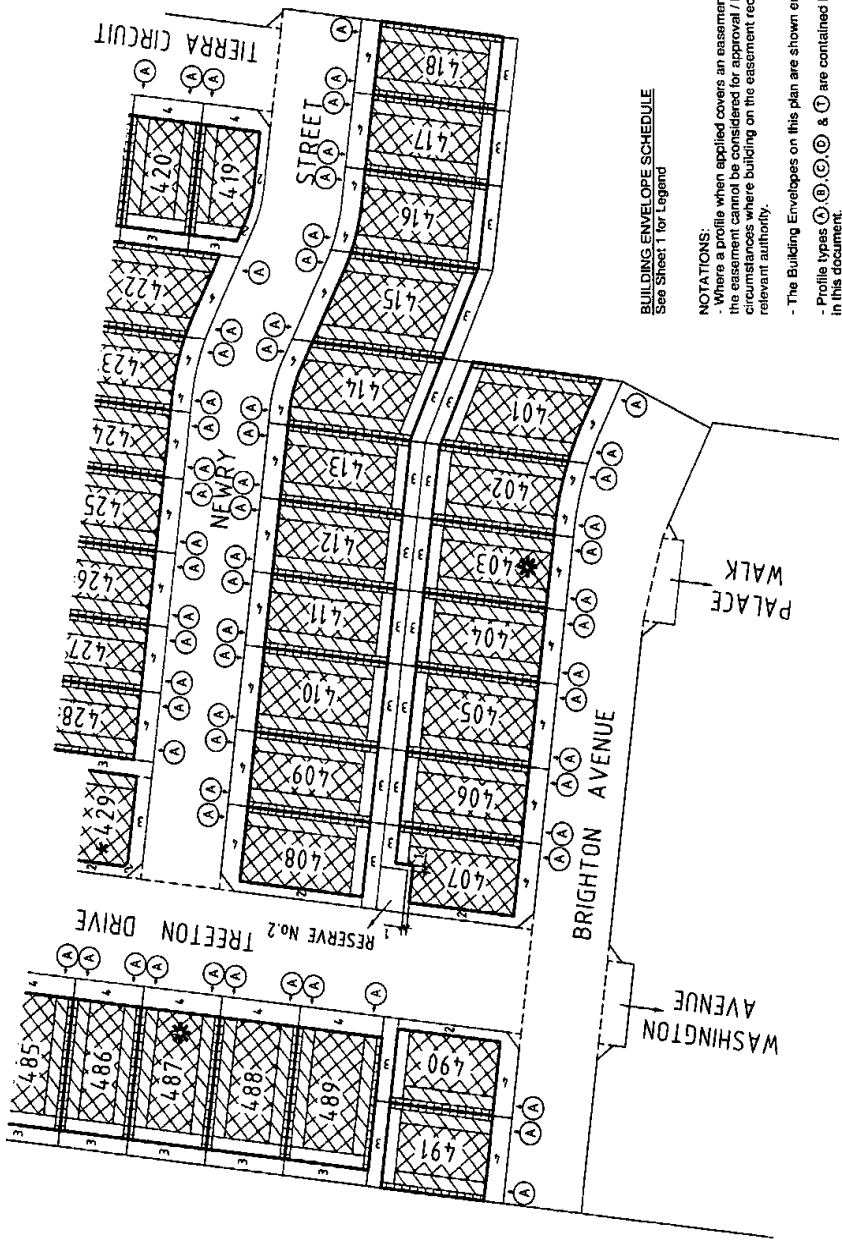 TIERRA CIRCUIT
STREET
NEWRY
420
419
422
423
424
425
426
427
428
*429
418
417
416
415
414
413
412
411
410
409
408
401
402
403
404
405
406
407
RESERVE No.2
1
TREETON DRIVE
485
486
487
488
489
490
491
BRIGHTON AVENUE
PALACE
WALK
WASHINGTON
AVENUE
BUILDING ENVELOPE SCHEDULE
See Sheet 1 for Legend
NOTATIONS:
- Where a profile when applied covers an easement
the easement cannot be considered for approval /
circumstances where building on the easement rec
relevant authority.
- The Building Envelopes on this plan are shown en
- Profile types Ⓐ,Ⓑ,Ⓒ,Ⓓ & Ⓣ are contained
in this document.